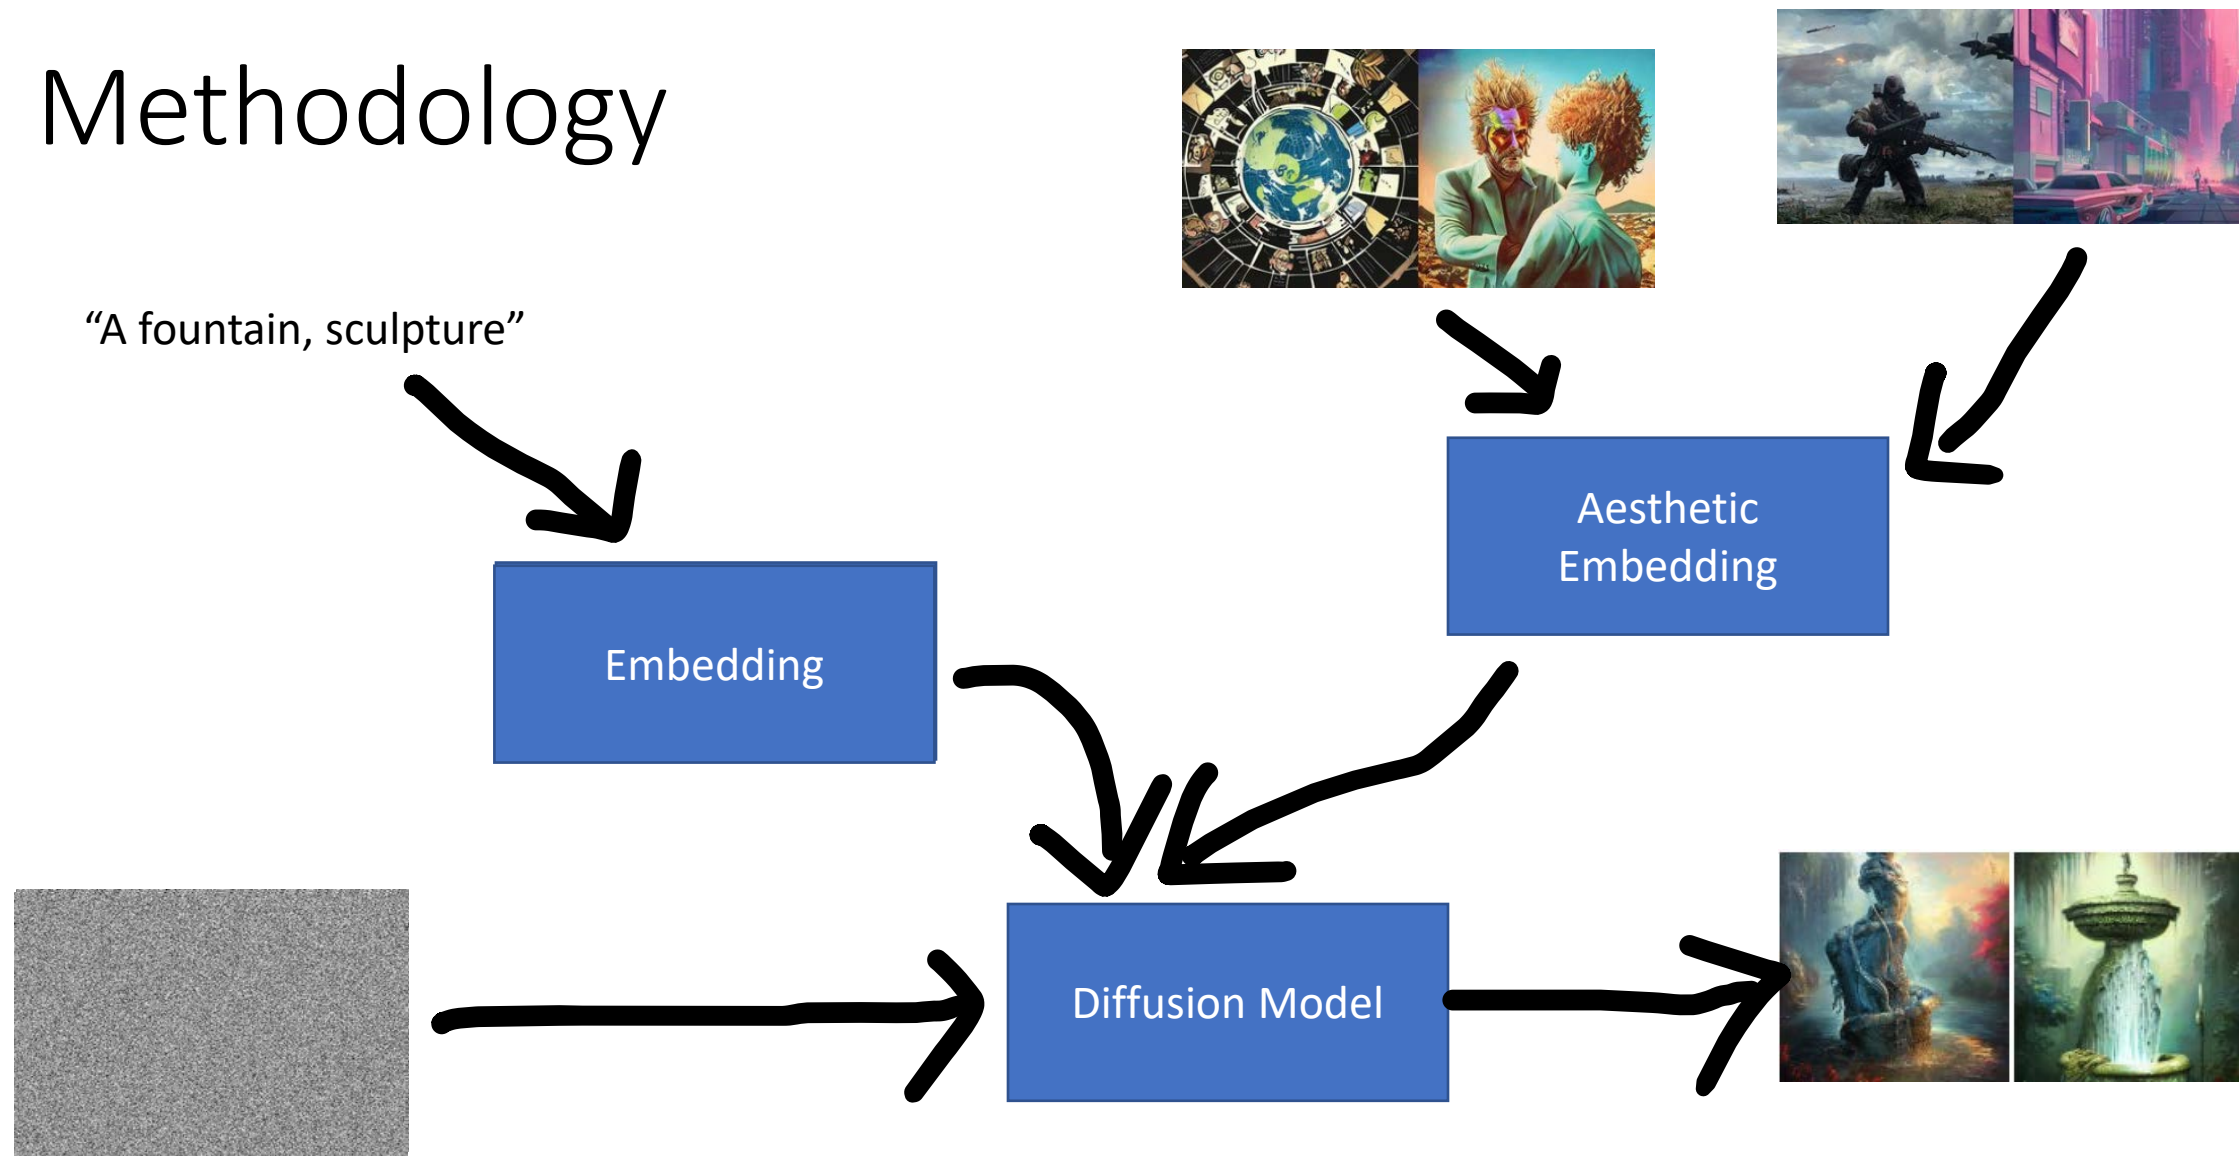 Methodology
“A fountain, sculpture”
Aesthetic
Embedding
Embedding
Diffusion Model